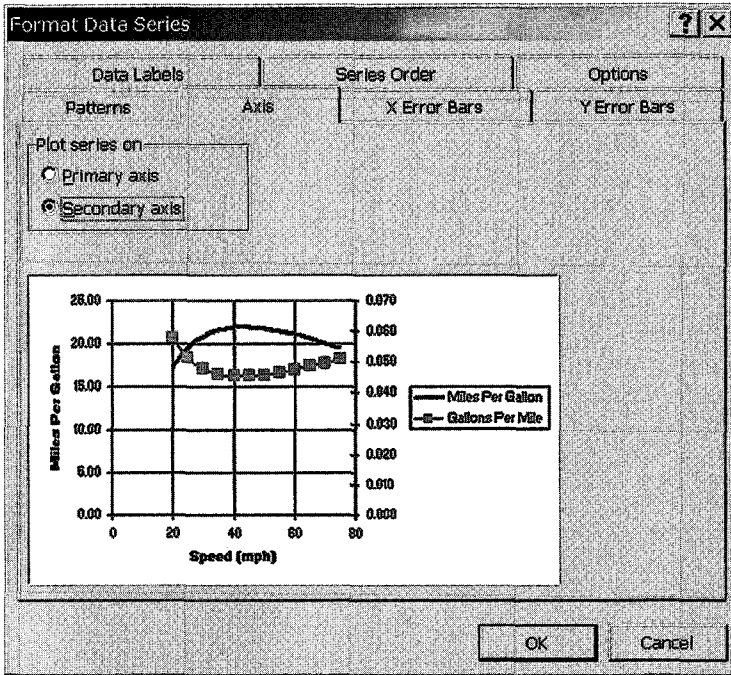 Format Data Series
? X
Data Labels Series Order Options
Patterns Axis X Error Bars Y Error Bars
Plot series on
Primary axis
Secondary axis
25.00 0.070
20.00 0.060
0.050
15.00 0.040
10.00 0.030
0.020
5.00 0.010
0.00 0.000
0 20 40 60 80
Miles Per Gallon
Speed (mph)
Miles Per Gallon
Gallons Per Mile
OK Cancel